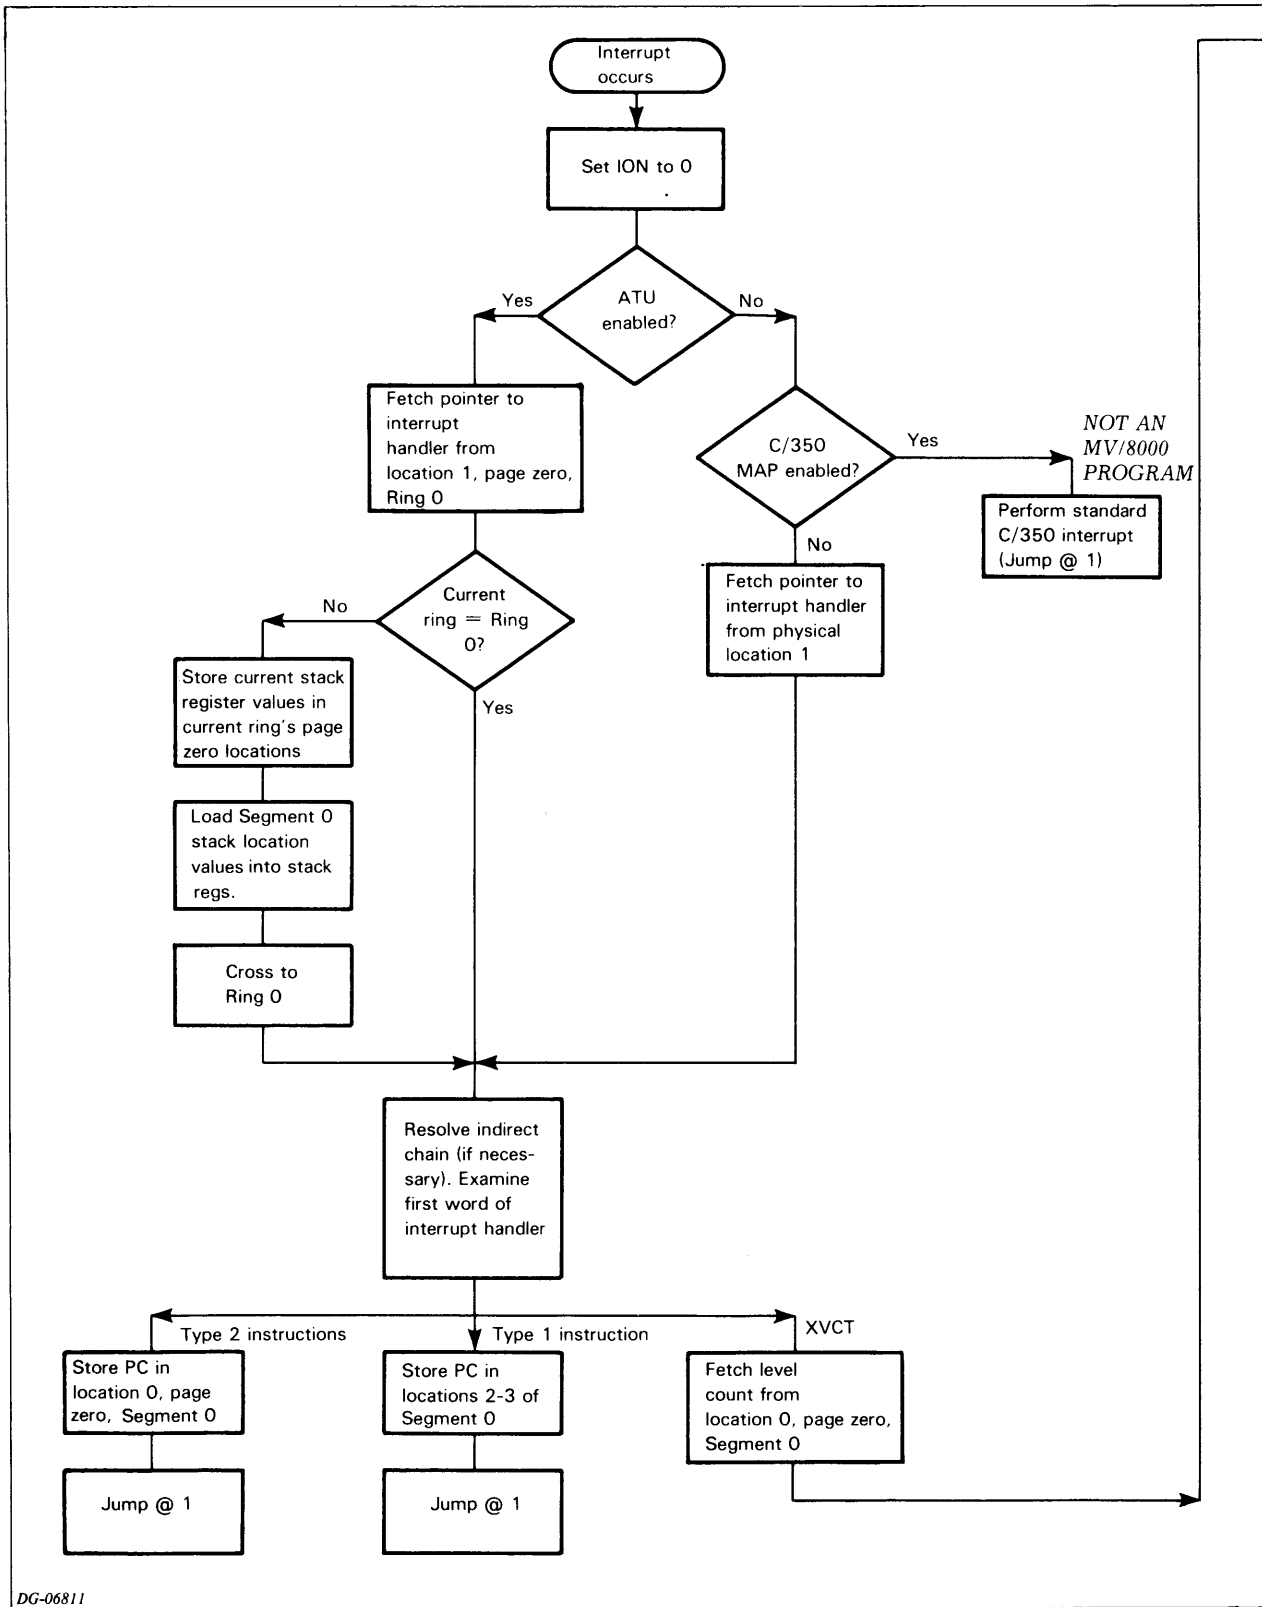 Interrupt
occurs
Set ION to 0
ATU
enabled?
Yes
No
Fetch pointer to
interrupt
handler from
location 1, page zero,
Ring 0
C/350
MAP enabled?
Yes
NOT AN
MV/8000
PROGRAM
Perform standard
C/350 interrupt
(Jump @ 1)
No
Fetch pointer to
interrupt handler
from physical
location 1
Current
ring = Ring
0?
No
Yes
Store current stack
register values in
current ring's page
zero locations
Load Segment 0
stack location
values into stack
regs.
Cross to
Ring 0
Resolve indirect
chain (if neces-
sary). Examine
first word of
interrupt handler
Type 2 instructions
Type 1 instruction
XVCT
Store PC in
location 0, page
zero, Segment 0
Store PC in
locations 2-3 of
Segment 0
Fetch level
count from
location 0, page zero,
Segment 0
Jump @ 1
Jump @ 1
DG-06811